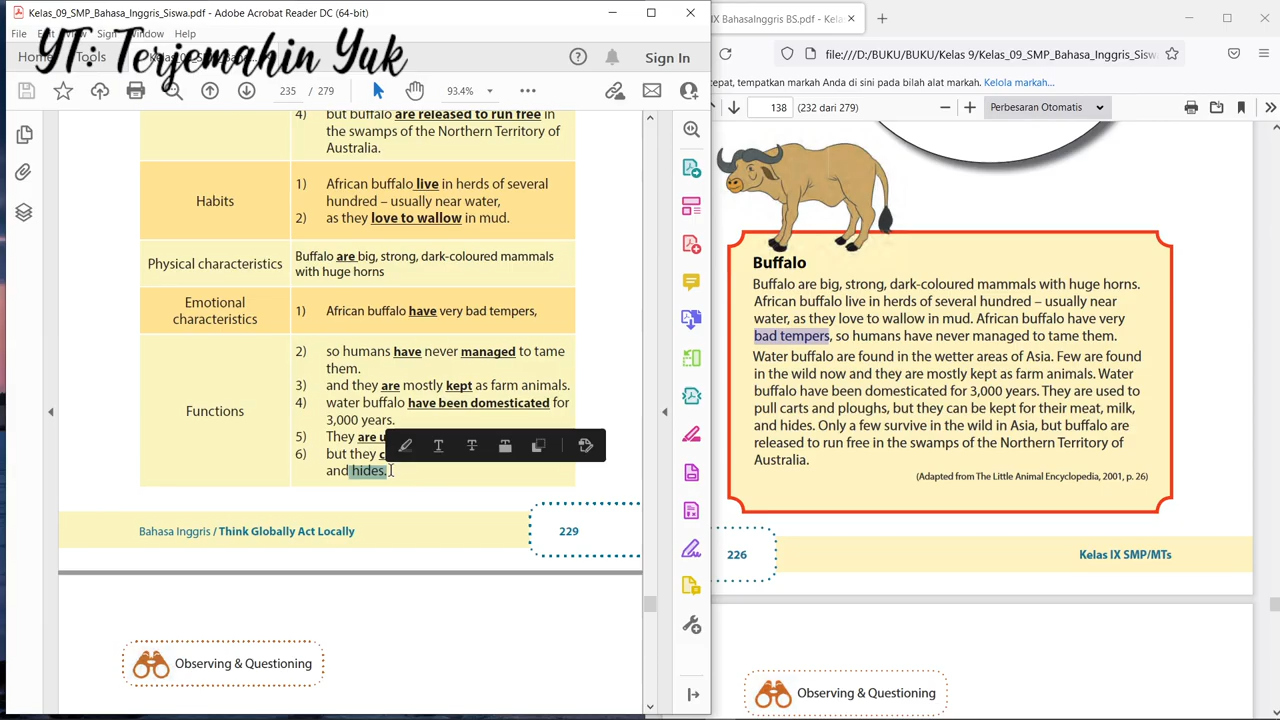 Kelas_09_SMP_Bahasa_Inggris_Siswa.pdf - Adobe Acrobat Reader DC (64-bit)
File
Sign Window Help
YT: Terjemahin Yuk
Home Tools
Sign In
235 / 279
93.4%
4) but buffalo are released to run free in
the swamps of the Northern Territory of
Australia.
Habits
1) African buffalo live in herds of several
hundred – usually near water,
2) as they love to wallow in mud.
Physical characteristics
Buffalo are big, strong, dark-coloured mammals
with huge horns
Emotional
characteristics
1) African buffalo have very bad tempers,
Functions
2) so humans have never managed to tame
them.
3) and they are mostly kept as farm animals.
4) water buffalo have been domesticated for
3,000 years.
5) They are u
6) but they c
and hides.
Bahasa Inggris / Think Globally Act Locally
229
Observing & Questioning
IX BahasaInggris BS.pdf - Kela
file:///D:/
BUKU/Kelas 9/Kelas_09_SMP_Bahasa_Inggris_Sisw
cepat, tempatkan markah Anda di sini pada bilah alat markah. Kelola markah…
138 (232 dari 279)
Perbesaran Otomatis
Buffalo
Buffalo are big, strong, dark-coloured mammals with huge horns.
African buffalo live in herds of several hundred – usually near
water, as they love to wallow in mud. African buffalo have very
bad tempers, so humans have never managed to tame them.
Water buffalo are found in the wetter areas of Asia. Few are found
in the wild now and they are mostly kept as farm animals. Water
buffalo have been domesticated for 3,000 years. They are used to
pull carts and ploughs, but they can be kept for their meat, milk,
and hides. Only a few survive in the wild in Asia, but buffalo are
released to run free in the swamps of the Northern Territory of
Australia.
(Adapted from The Little Animal Encyclopedia, 2001, p. 26)
226
Kelas IX SMP/MTs
Observing & Questioning